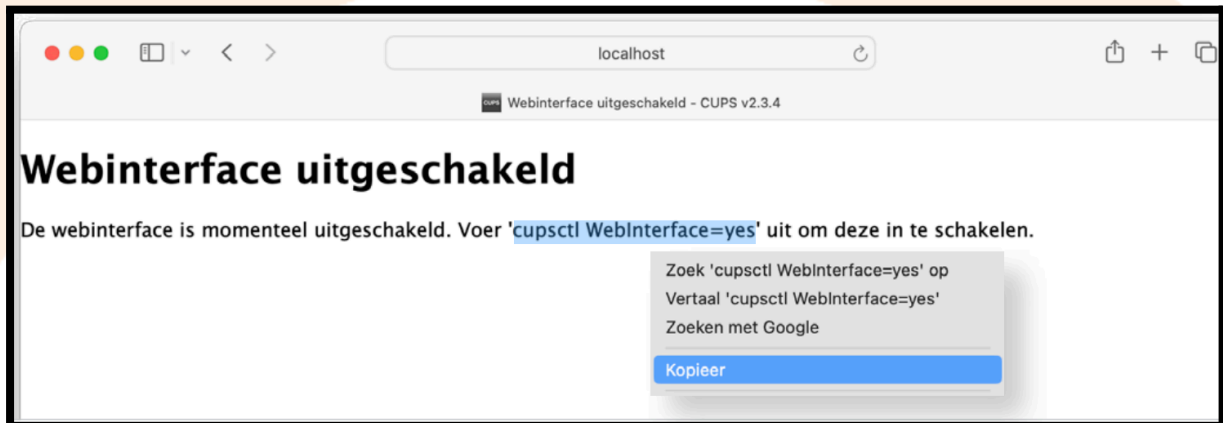 localhost
CUPS Webinterface uitgeschakeld - CUPS v2.3.4
Webinterface uitgeschakeld
De webinterface is momenteel uitgeschakeld. Voer 'cupsctl WebInterface=yes' uit om deze in te schakelen.
Zoek 'cupsctl WebInterface=yes' op
Vertaal 'cupsctl WebInterface=yes'
Zoeken met Google
Kopieer